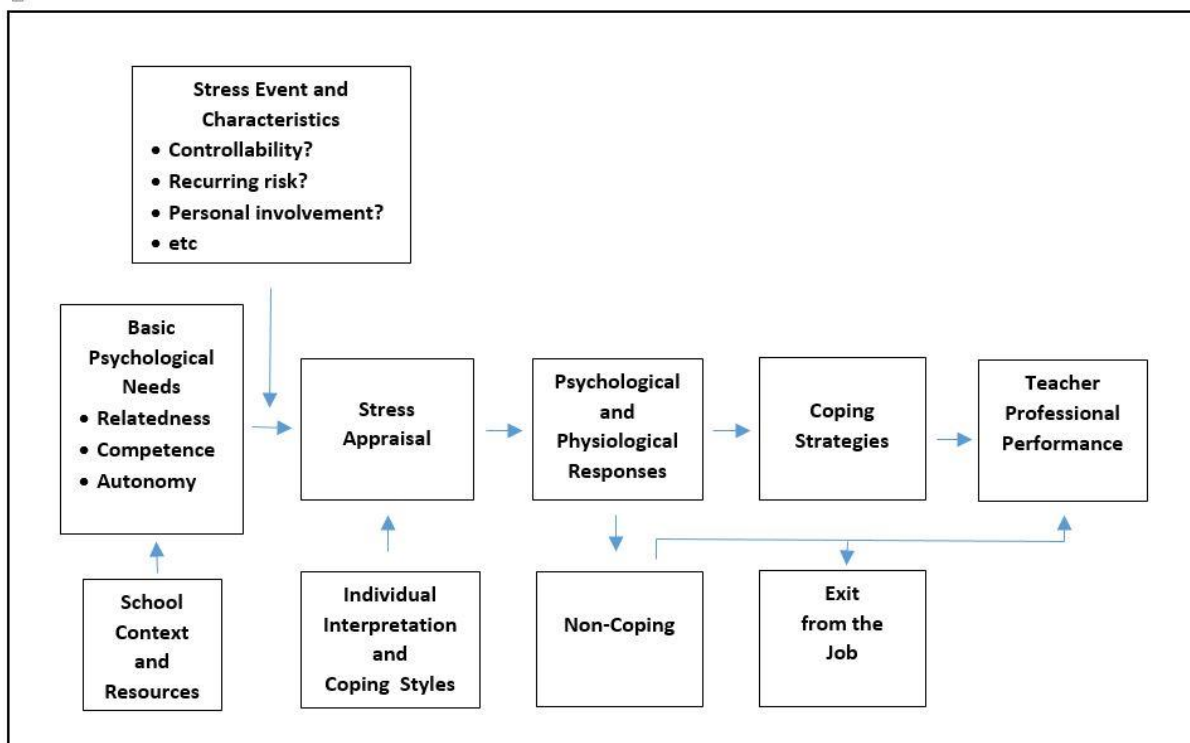 Stress Event and
Characteristics
• Controllability?
• Recurring risk?
• Personal involvement?
• etc
Basic
Psychological
Needs
• Relatedness
• Competence
• Autonomy
Stress
Appraisal
Psychological
and
Physiological
Responses
Coping
Strategies
Teacher
Professional
Performance
School
Context
and
Resources
Individual
Interpretation
and
Coping Styles
Non-Coping
Exit
from the
Job